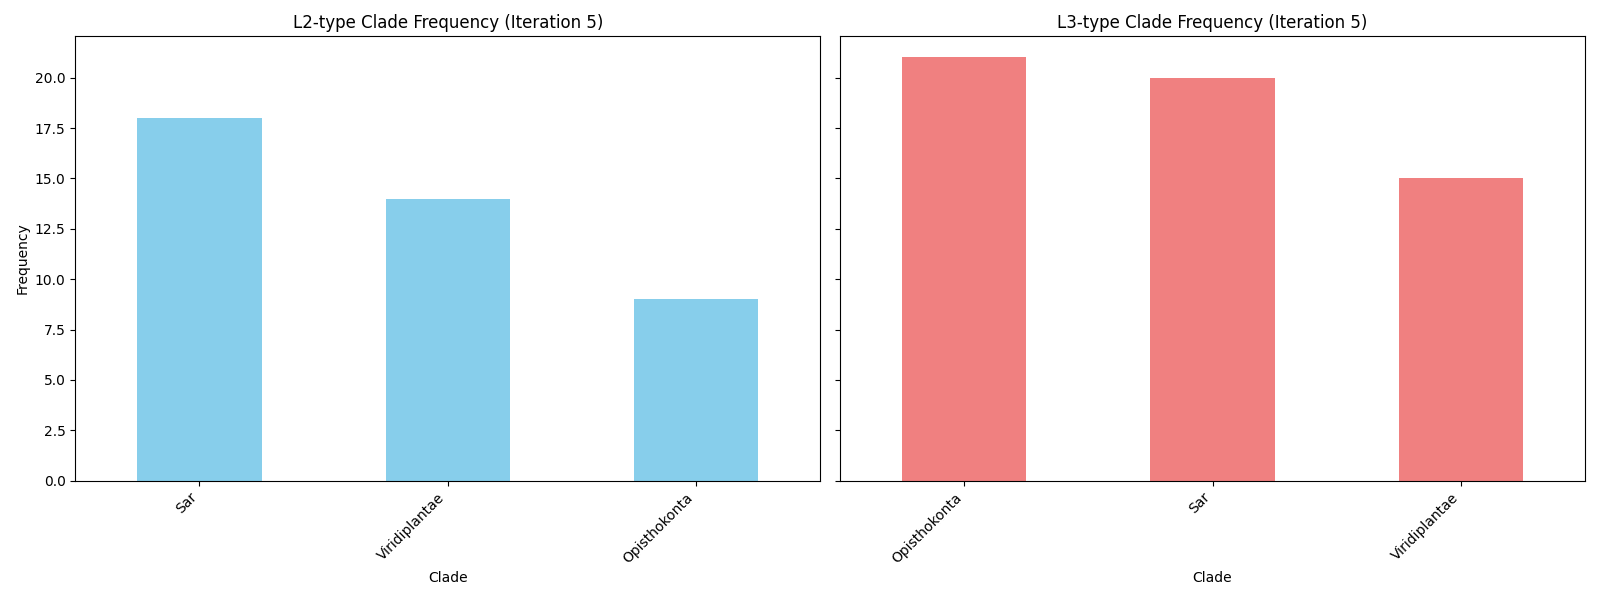 L2-type Clade Frequency (Iteration 5)
20.0
17.5
15.0
12.5
10.0
7.5
5.0
2.5
0.0
Frequency
Sar
Viridiplantae
Opisthokonta
Clade
L3-type Clade Frequency (Iteration 5)
Opisthokonta
Sar
Viridiplantae
Clade